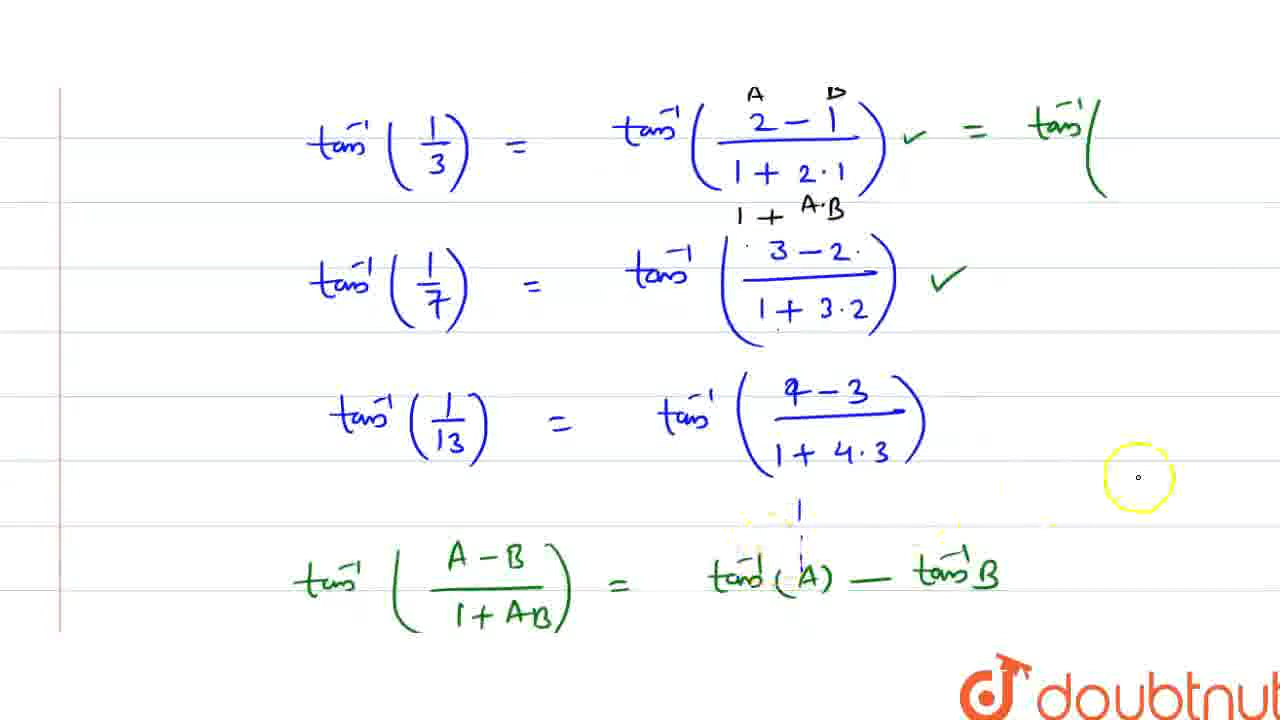 A B
tan⁻¹(1/3) = tan⁻¹((2 - 1)/(1 + 2·1)) ✓ = tan⁻¹(
1 + A·B
tan⁻¹(1/7) = tan⁻¹((3 - 2)/(1 + 3·2)) ✓
tan⁻¹(1/13) = tan⁻¹((4 - 3)/(1 + 4·3))
tan⁻¹((A - B)/(1 + AB)) = tan⁻¹(A) - tan⁻¹B
doubtnut